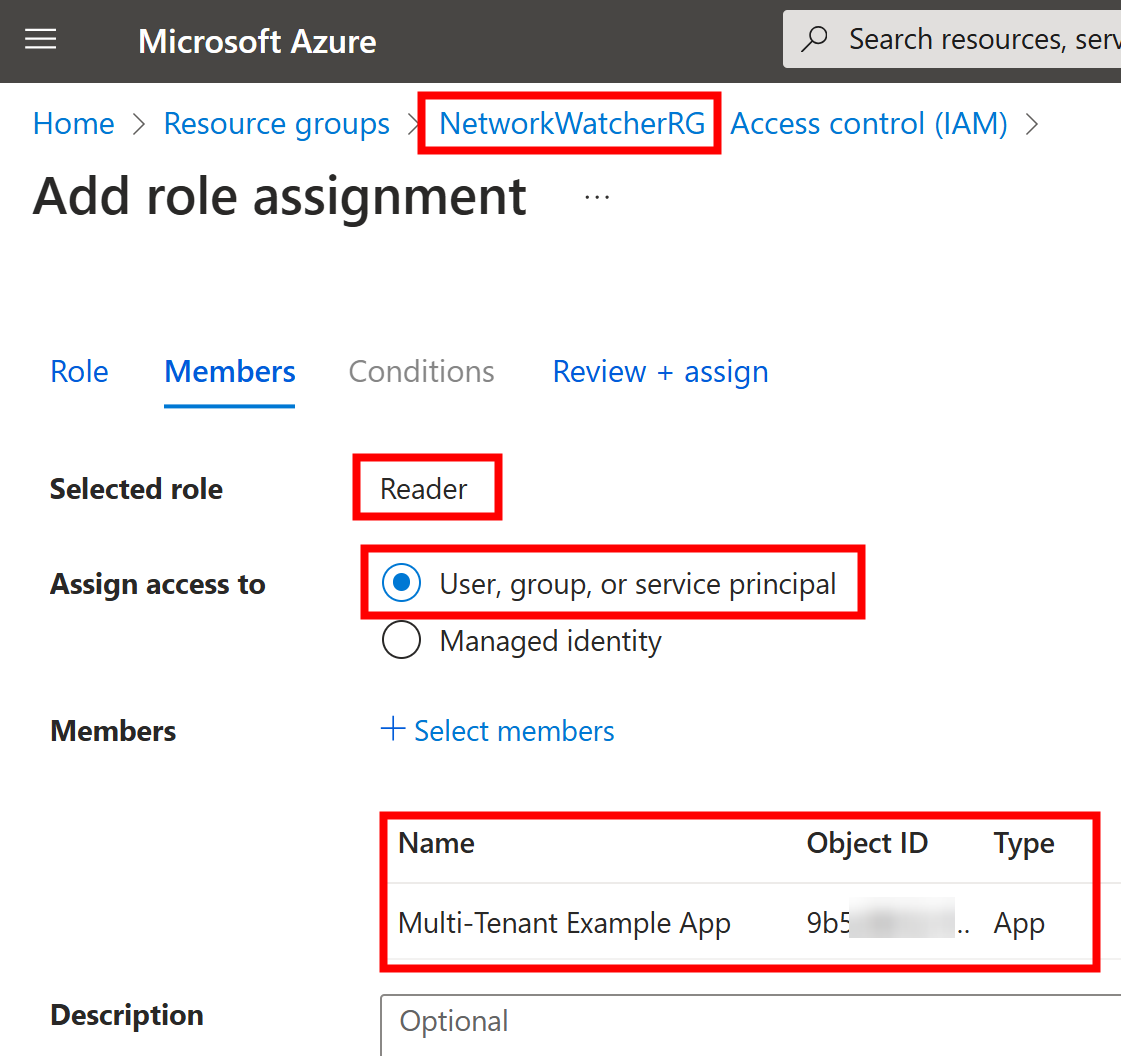 Microsoft Azure
Search resources, serv
Home > Resource groups > NetworkWatcherRG Access control (IAM) >
Add role assignment ...
Role Members Conditions Review + assign
Selected role Reader
Assign access to User, group, or service principal
Managed identity
Members + Select members
Name Object ID Type
Multi-Tenant Example App 9b5 .. App
Description Optional